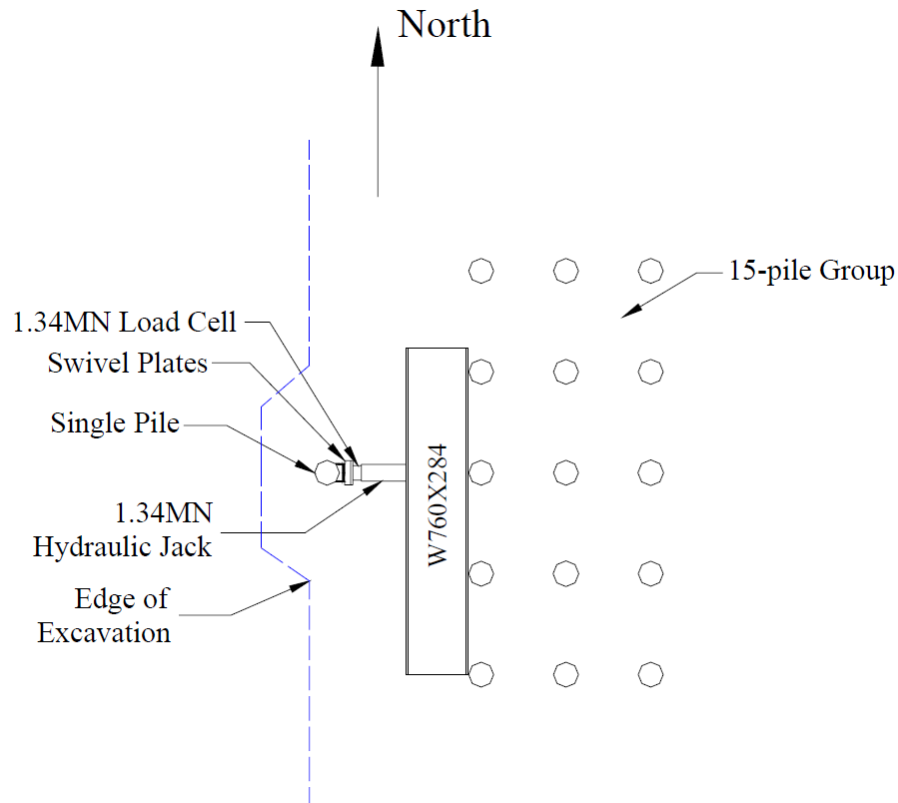 North
15-pile Group
1.34MN Load Cell
Swivel Plates
Single Pile
W760X284
1.34MN
Hydraulic Jack
Edge of
Excavation